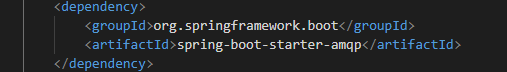 <dependency>
<groupId>org.springframework.boot</groupId>
<artifactId>spring-boot-starter-amqp</artifactId>
</dependency>